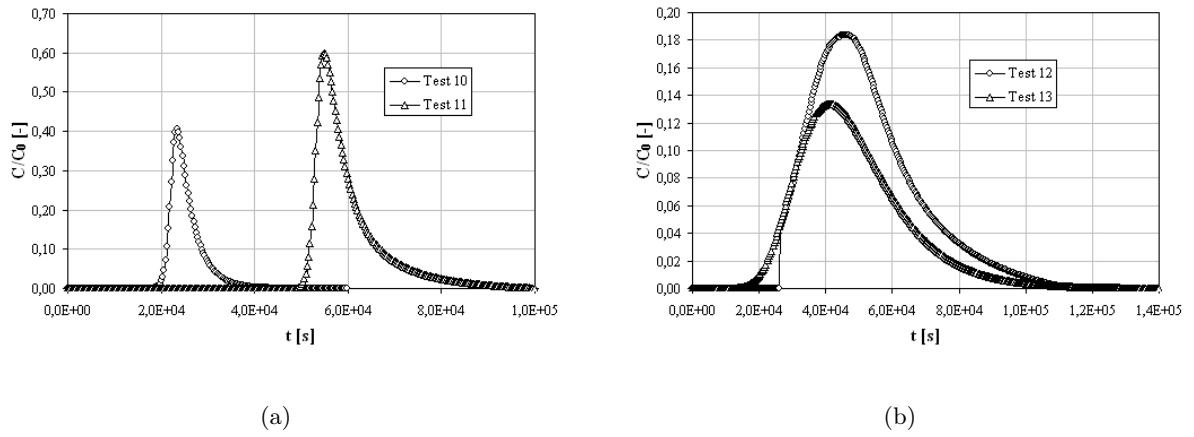 0,70
0,60
0,50
0,40
0,30
0,20
0,10
0,00
C/C0 [-]
0,0E+00 2,0E+04 4,0E+04 6,0E+04 8,0E+04 1,0E+05
t [s]
Test 10
Test 11
(a)
0,20
0,18
0,16
0,14
0,12
0,10
0,08
0,06
0,04
0,02
0,00
C/C0 [-]
0,0E+00 2,0E+04 4,0E+04 6,0E+04 8,0E+04 1,0E+05 1,2E+05 1,4E+05
t [s]
Test 12
Test 13
(b)